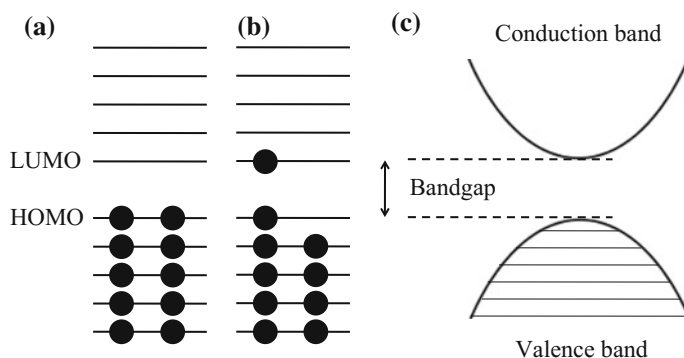 (a)
(b)
(c)
Conduction band
LUMO
HOMO
Bandgap
Valence band